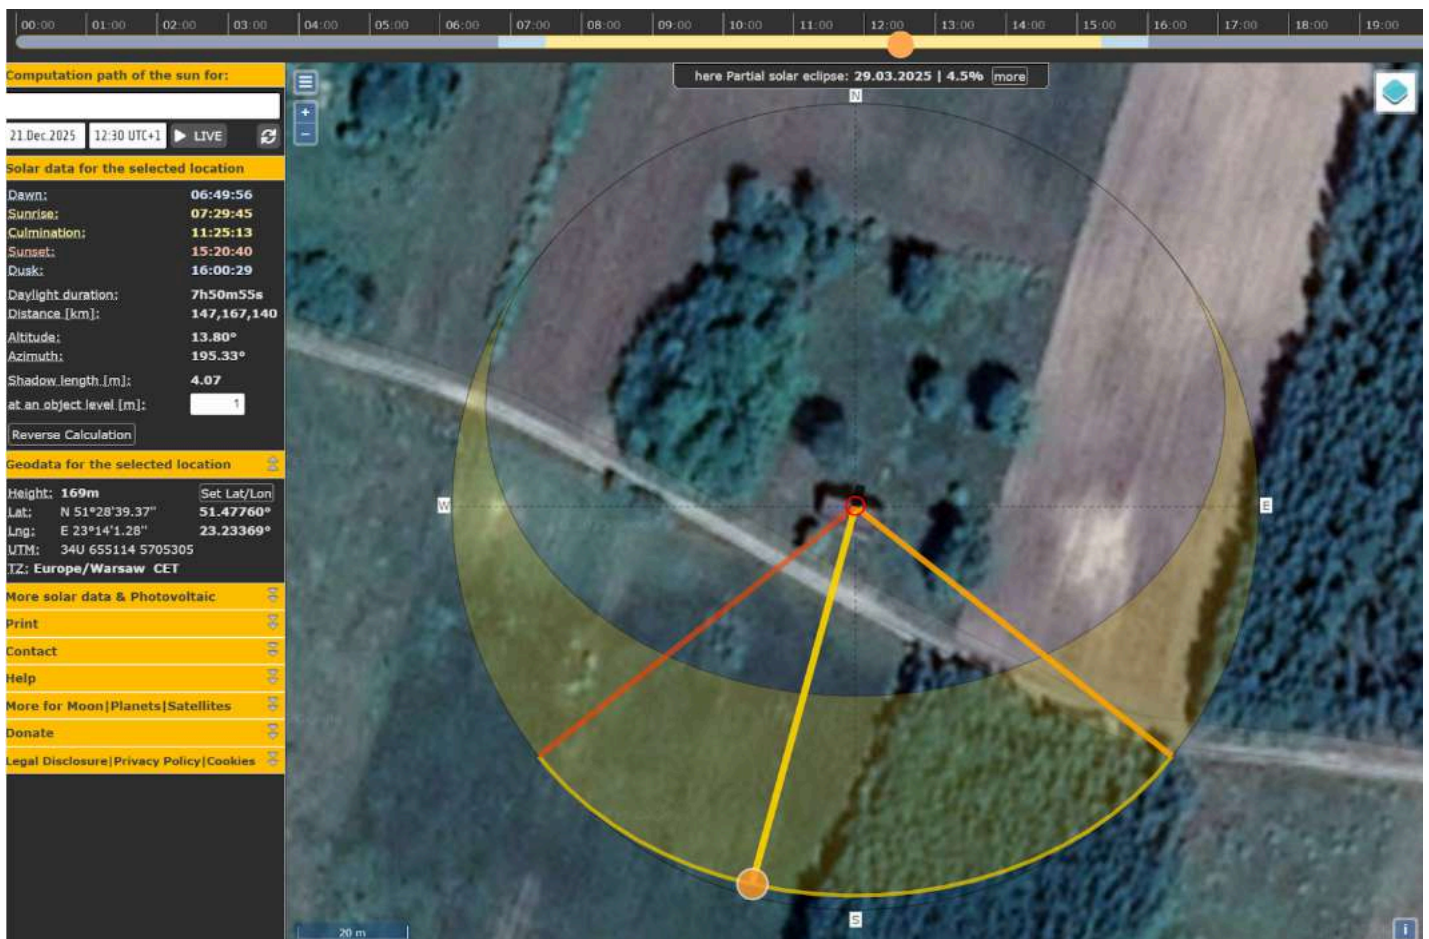 00:00 01:00 02:00 03:00 04:00 05:00 06:00 07:00 08:00 09:00 10:00 11:00 12:00 13:00 14:00 15:00 16:00 17:00 18:00 19:00
Computation path of the sun for:
here Partial solar eclipse: 29.03.2025 | 4.5% more
N
+
-
21.Dec.2025 12:30 UTC+1 LIVE
Solar data for the selected location
Dawn: 06:49:56
Sunrise: 07:29:45
Culmination: 11:25:13
Sunset: 15:20:40
Dusk: 16:00:29
Daylight duration: 7h50m55s
Distance [km]: 147,167,140
Altitude: 13.80°
Azimuth: 195.33°
Shadow length [m]: 4.07
at an object level [m]: 1
Reverse Calculation
Geodata for the selected location
Height: 169m Set Lat/Lon
Lat: N 51°28'39.37" 51.47760°
Lng: E 23°14'1.28" 23.23369°
UTM: 34U 655114 5705305
TZ: Europe/Warsaw CET
W
E
More solar data & Photovoltaic
Print
Contact
Help
More for Moon|Planets|Satellites
Donate
Legal Disclosure|Privacy Policy|Cookies
S
20 m
i